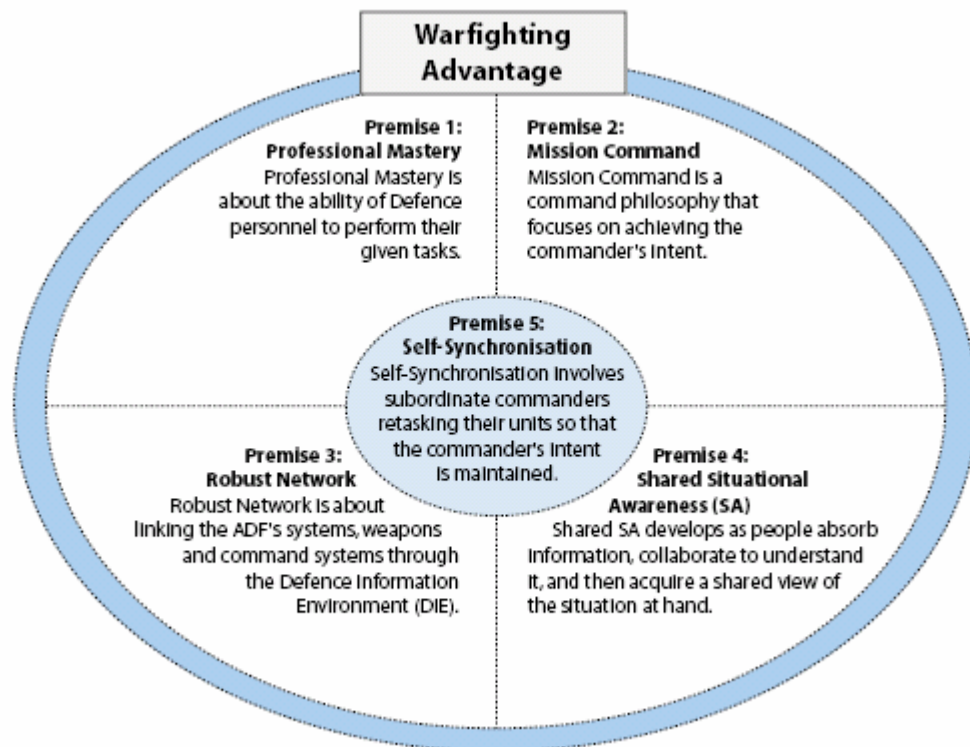 Warfighting
Advantage
Premise 1:
Professional Mastery
Professional Mastery is
about the ability of Defence
personnel to perform their
given tasks.
Premise 2:
Mission Command
Mission Command is a
command philosophy that
focuses on achieving the
commander's intent.
Premise 5:
Self-Synchronisation
Self-Synchronisation involves
subordinate commanders
retasking their units so that
the commander's intent
is maintained.
Premise 3:
Robust Network
Robust Network is about
linking the ADF's systems, weapons
and command systems through
the Defence Information
Environment (DIE).
Premise 4:
Shared Situational
Awareness (SA)
Shared SA develops as people absorb
information, collaborate to understand
it, and then acquire a shared view of
the situation at hand.